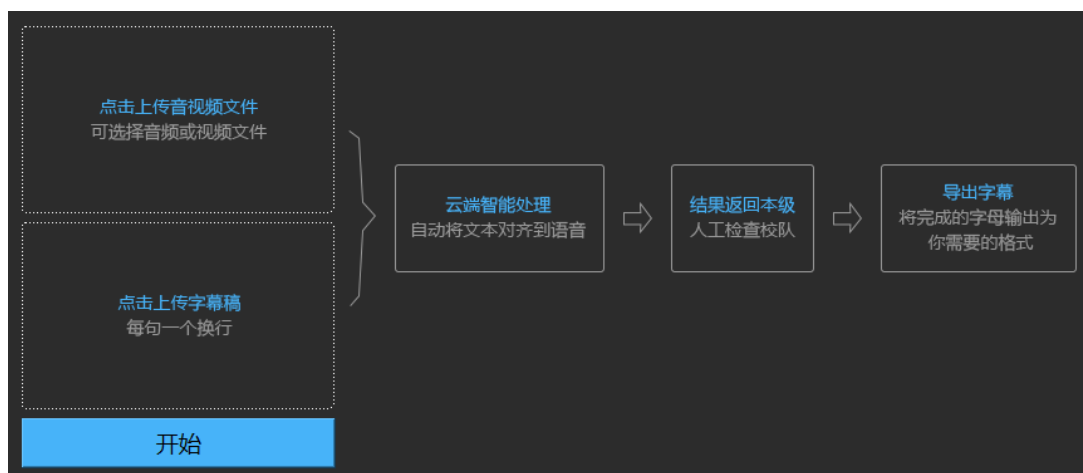 点击上传音视频文件
可选择音频或视频文件
点击上传字幕稿
每句一个换行
开始
云端智能处理
自动将文本对齐到语音
结果返回本级
人工检查校队
导出字幕
将完成的字母输出为
你需要的格式